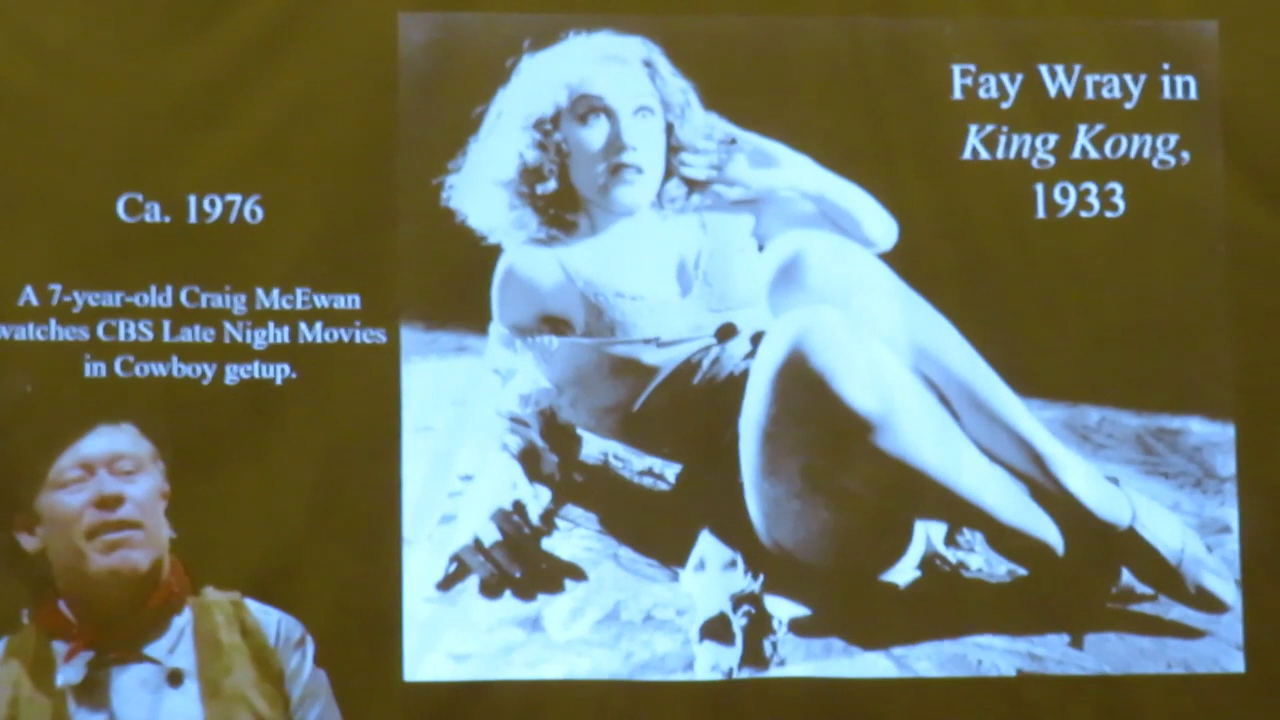 Fay Wray in
King Kong,
1933
Ca. 1976
A 7-year-old Craig McEwan
watches CBS Late Night Movies
in Cowboy getup.